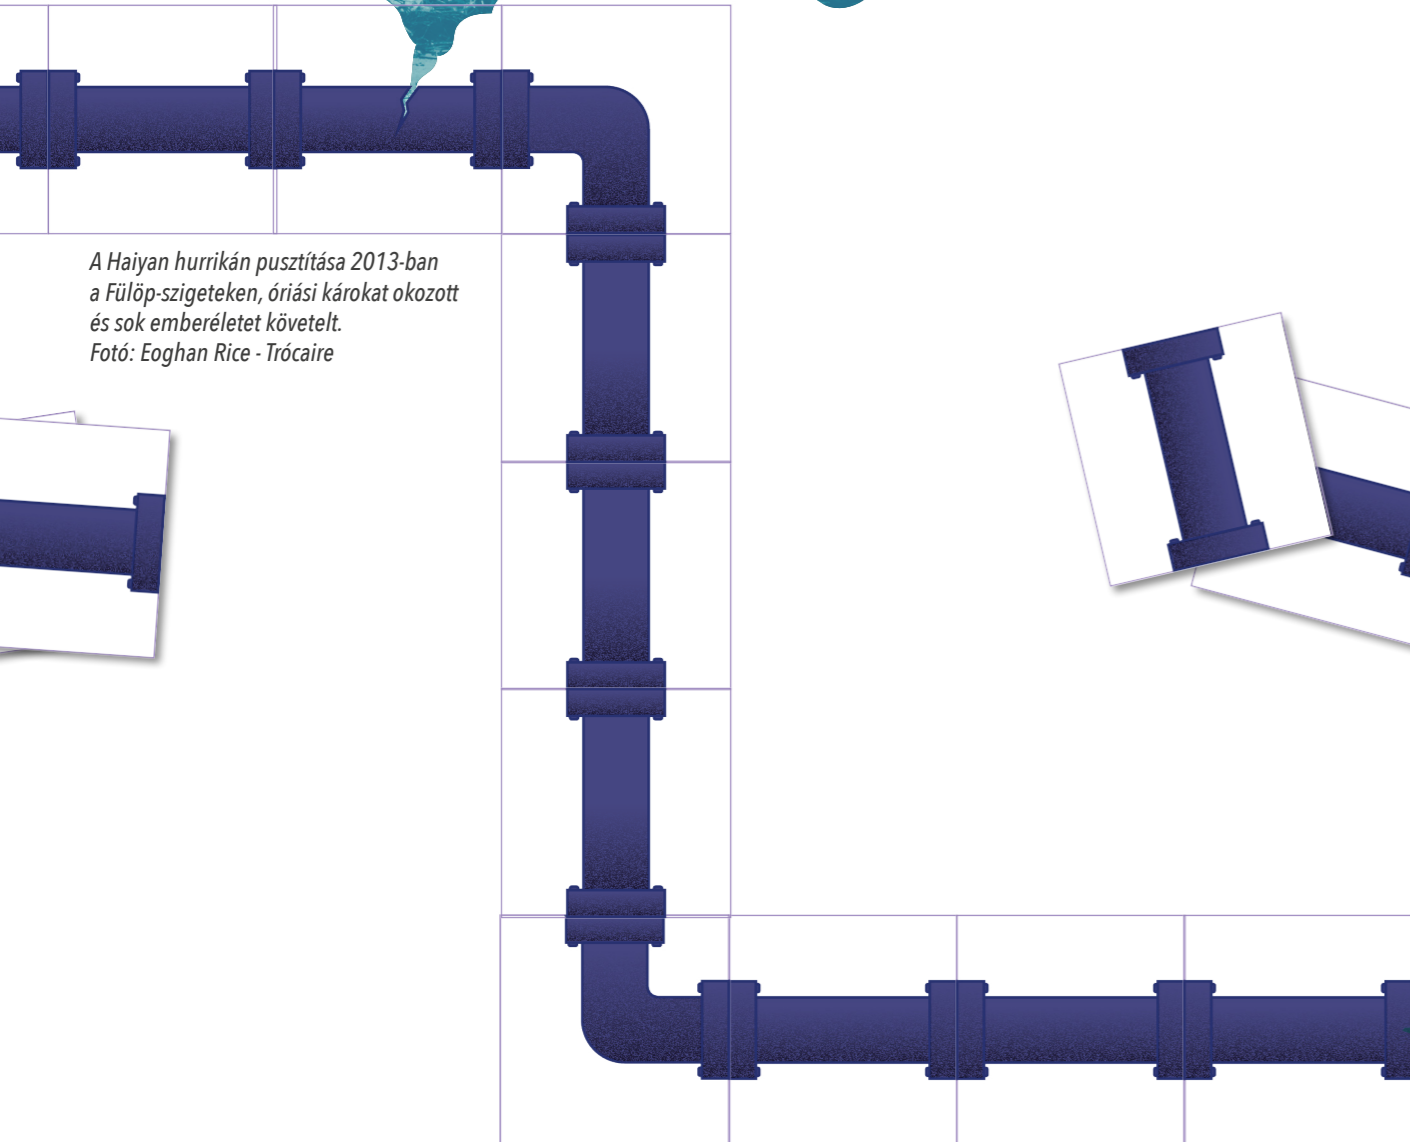 A Haiyan hurrikán pusztítása 2013-ban
a Fülöp-szigeteken, óriási károkat okozott
és sok emberéletet követelt.
Fotó: Eoghan Rice - Trócaire